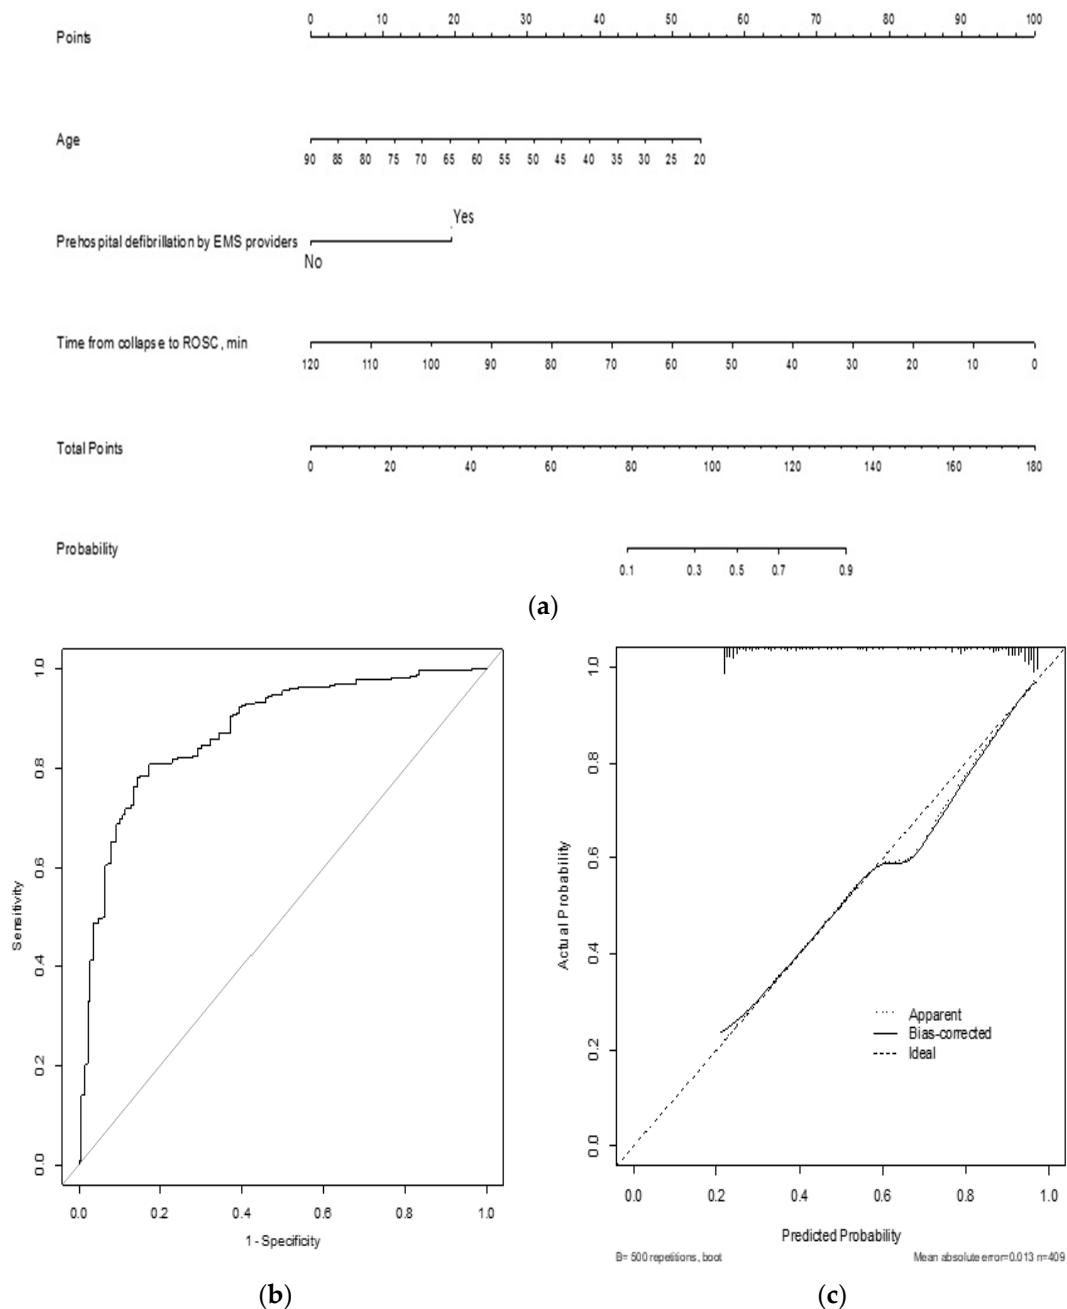 0 10 20 30 40 50 60 70 80 90 100
Points
Age
90 85 80 75 70 65 60 55 50 45 40 35 30 25 20
Yes
Prehospital defibrillation by EMS providers
No
Time from collapse to ROSC, min
120 110 100 90 80 70 60 50 40 30 20 10 0
Total Points
0 20 40 60 80 100 120 140 160 180
Probability
0.1 0.3 0.5 0.7 0.9
(a)
Sensitivity
1.0
0.8
0.6
0.4
0.2
0.0
0.0 0.2 0.4 0.6 0.8 1.0
1 - Specificity
(b)
Actual Probability
1.0
0.8
0.6
0.4
0.2
0.0
Apparent
Bias-corrected
Ideal
0.0 0.2 0.4 0.6 0.8 1.0
Predicted Probability
B= 500 repetitions, boot
Mean absolute error=0.013 n=409
(c)